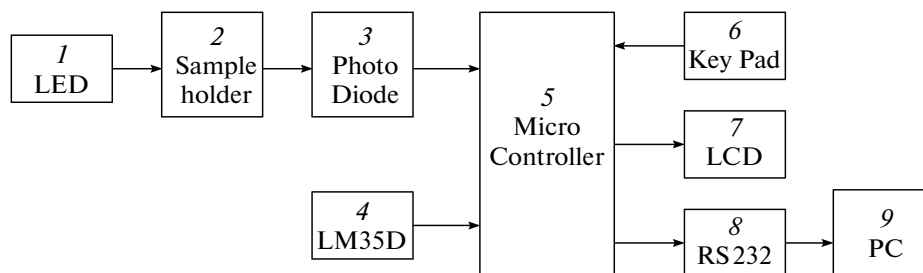 1
LED
2
Sample
holder
3
Photo
Diode
4
LM35D
5
Micro
Controller
6
Key Pad
7
LCD
8
RS232
9
PC